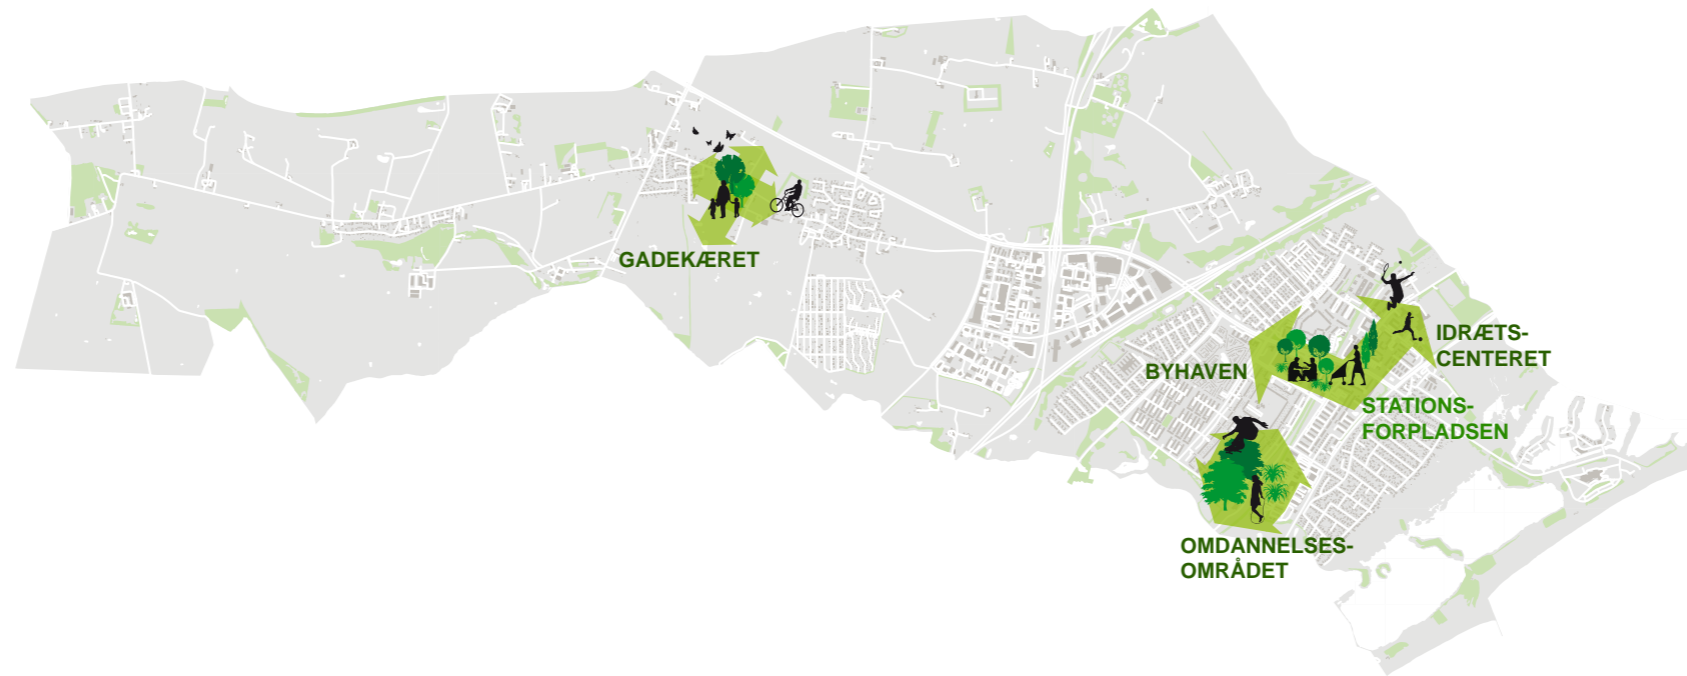 GADEKÆRET
BYHAVEN
IDRÆTS-
CENTERET
STATIONS-
FORPLADSEN
OMDANNELSES-
OMRÅDET